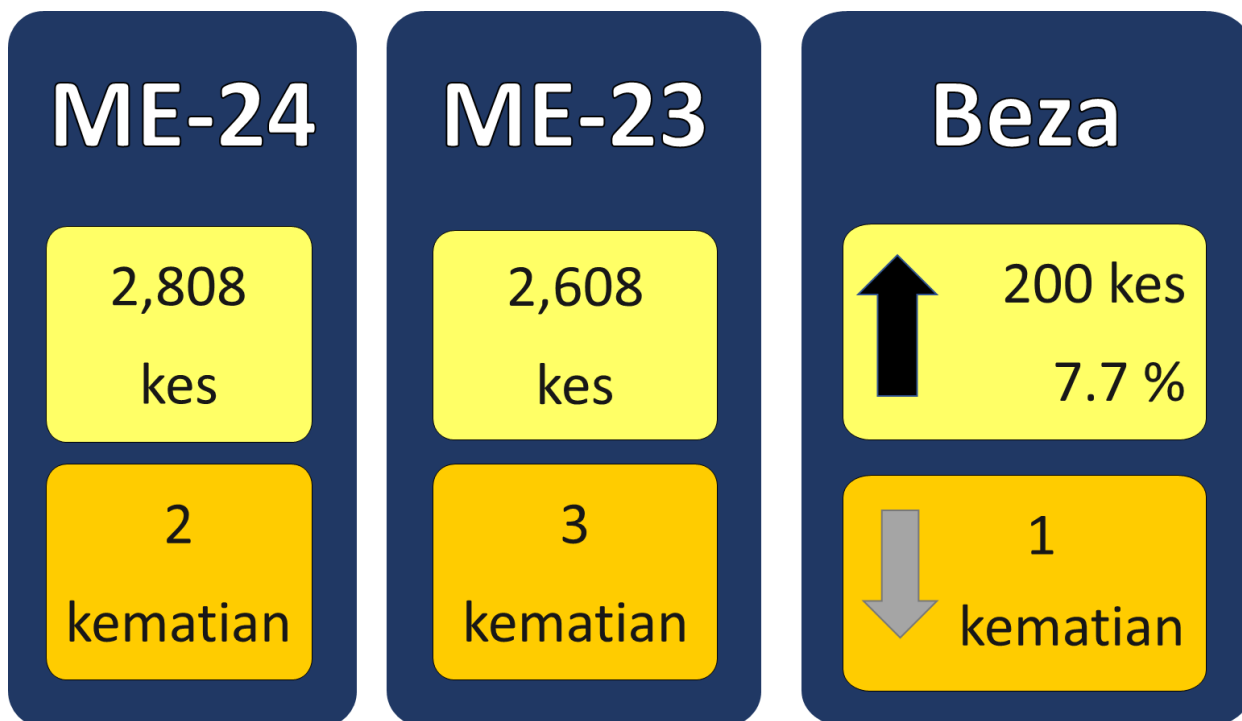 ME-24
2,808
kes
2
kematian
ME-23
2,608
kes
3
kematian
Beza
200 kes
7.7 %
1
kematian